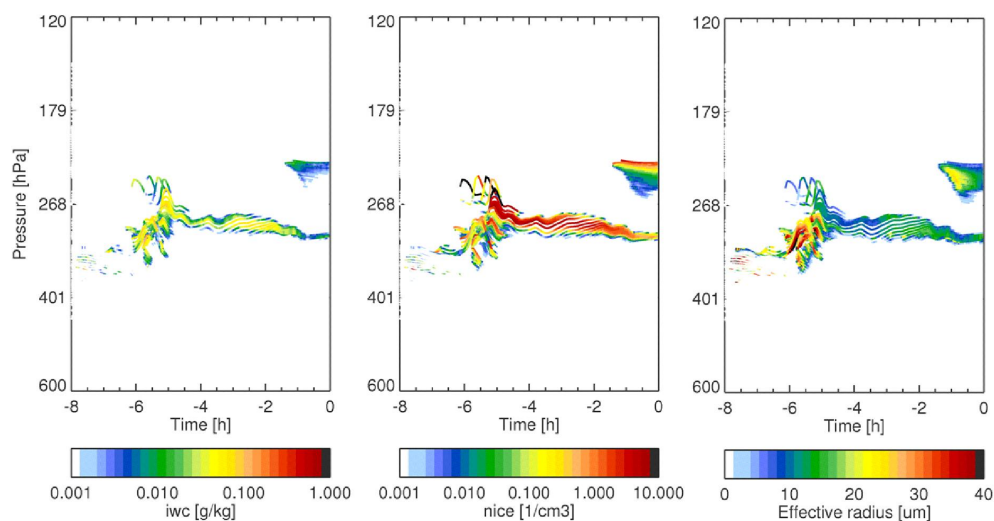 120 120 120
179 179 179
Pressure [hPa]
268 268 268
401 401 401
600 600 600
-8 -6 -4 -2 0 -8 -6 -4 -2 0 -8 -6 -4 -2 0
Time [h] Time [h] Time [h]
0.001 0.010 0.100 1.000 0.001 0.010 0.100 1.000 10.000 0 10 20 30 40
iwc [g/kg] nice [1/cm3] Effective radius [um]